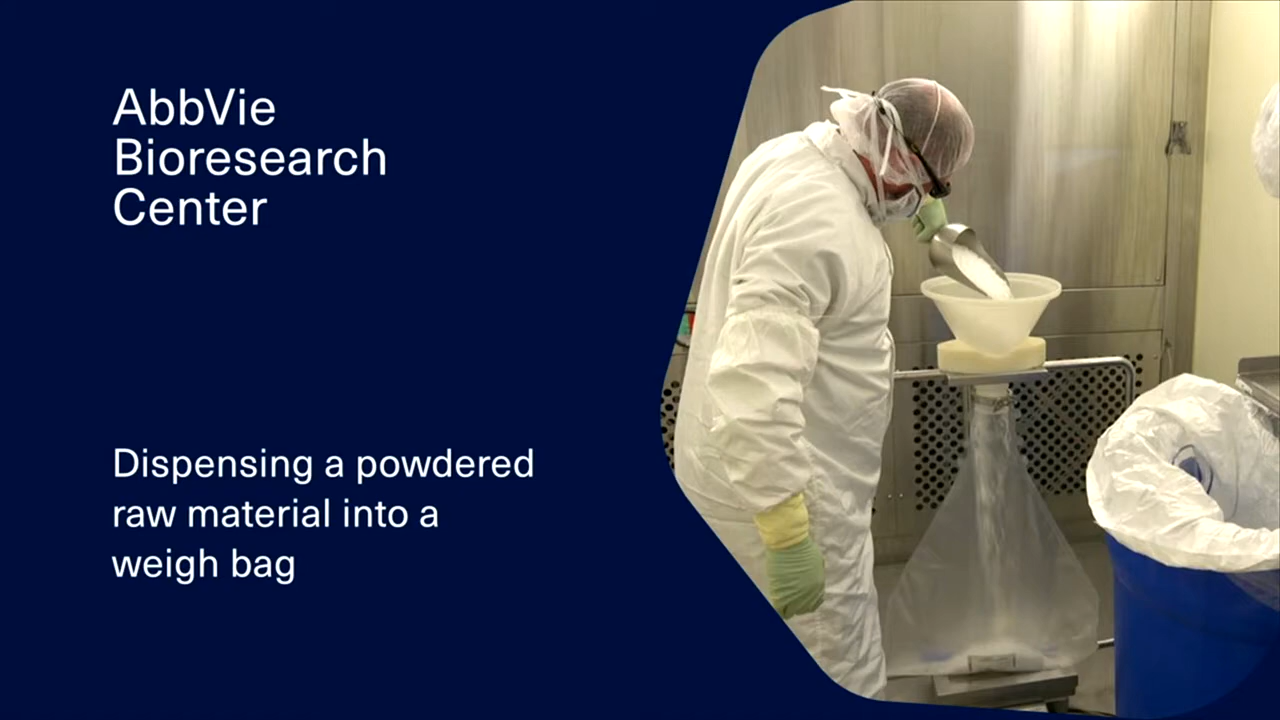 AbbVie
Bioresearch
Center
Dispensing a powdered
raw material into a
weigh bag